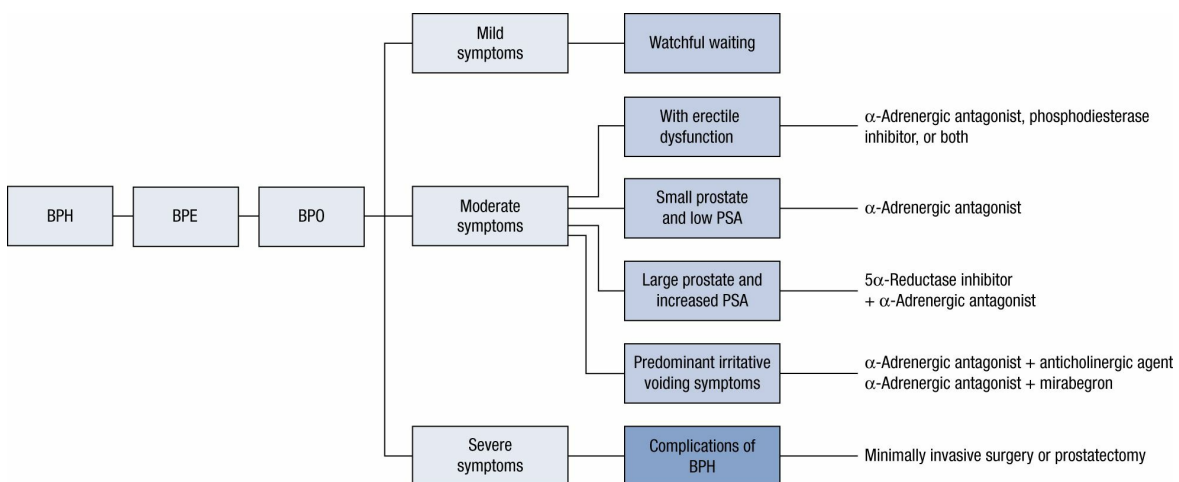 Mild
symptoms
Watchful waiting
With erectile
dysfunction
α-Adrenergic antagonist, phosphodiesterase
inhibitor, or both
BPH
BPE
BPO
Moderate
symptoms
Small prostate
and low PSA
α-Adrenergic antagonist
Large prostate and
increased PSA
5α-Reductase inhibitor
+ α-Adrenergic antagonist
Predominant irritative
voiding symptoms
α-Adrenergic antagonist + anticholinergic agent
α-Adrenergic antagonist + mirabegron
Severe
symptoms
Complications of
BPH
Minimally invasive surgery or prostatectomy